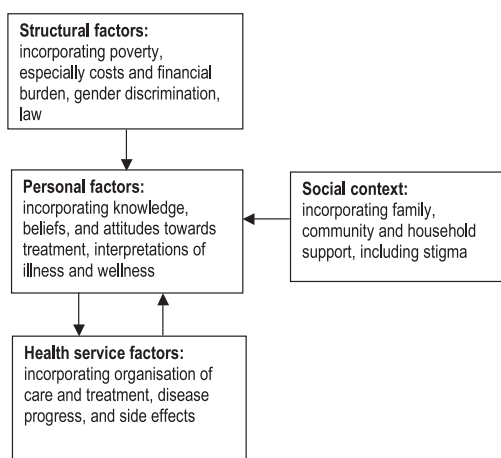 Structural factors:
incorporating poverty,
especially costs and financial
burden, gender discrimination,
law
Personal factors:
incorporating knowledge,
beliefs, and attitudes towards
treatment, interpretations of
illness and wellness
Social context:
incorporating family,
community and household
support, including stigma
Health service factors:
incorporating organisation of
care and treatment, disease
progress, and side effects